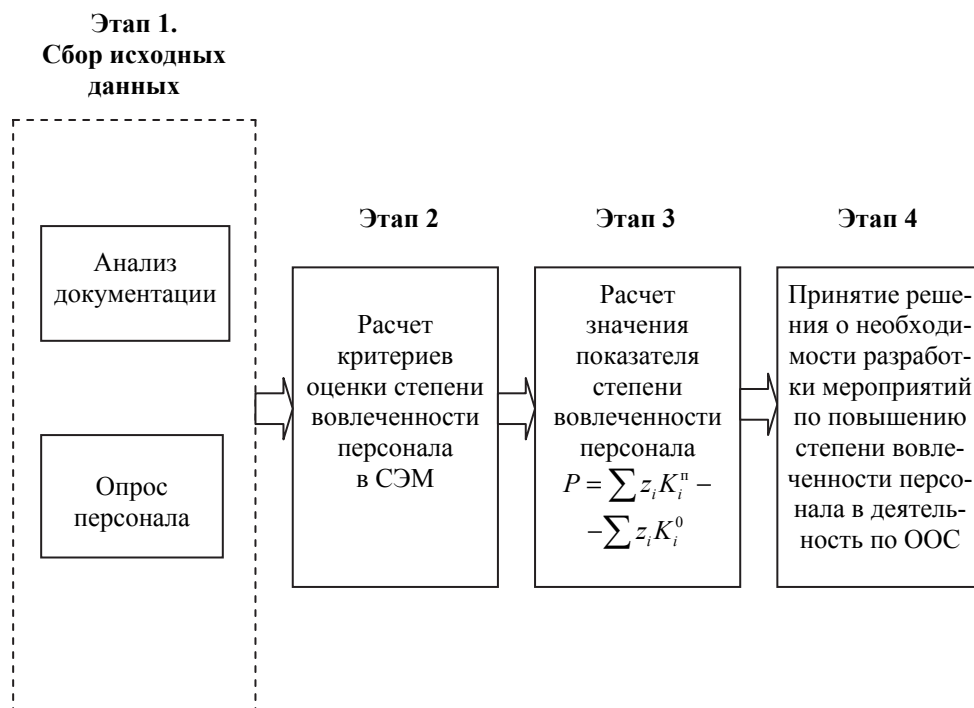 Этап 1.
Сбор исходных
данных
Анализ
документации
Опрос
персонала
Этап 2
Расчет
критериев
оценки степени
вовлеченности
персонала
в СЭМ
Этап 3
Расчет
значения
показателя
степени
вовлеченности
персонала
P = ∑ z_i K_i^п −
− ∑ z_i K_i^0
Этап 4
Принятие реше-
ния о необходи-
мости разработ-
ки мероприятий
по повышению
степени вовле-
ченности персо-
нала в деятель-
ность по ООС